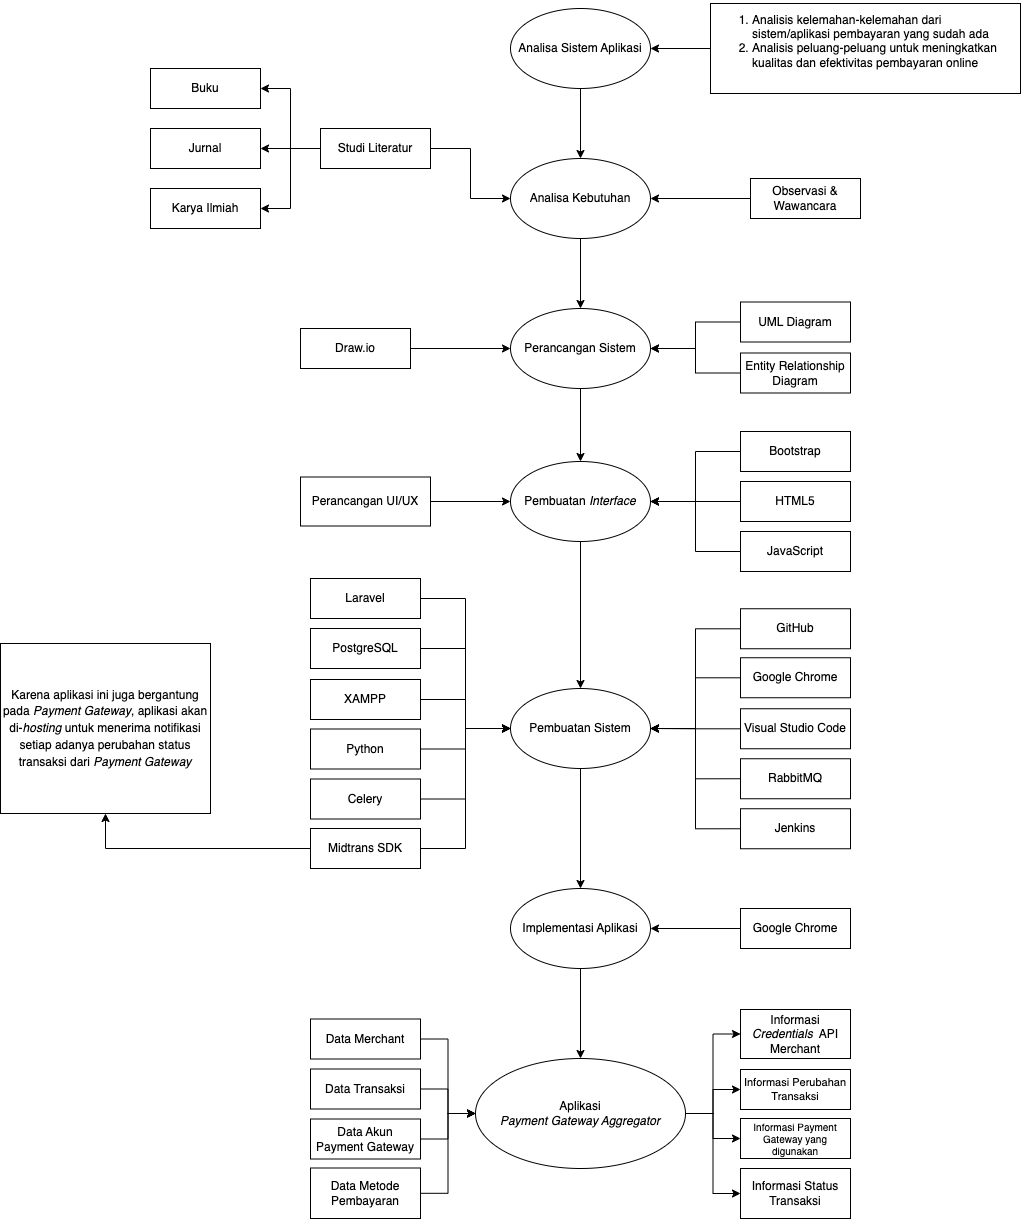 Analisa Sistem Aplikasi
1. Analisis kelemahan-kelemahan dari
sistem/aplikasi pembayaran yang sudah ada
2. Analisis peluang-peluang untuk meningkatkan
kualitas dan efektivitas pembayaran online
Buku
Jurnal
Karya Ilmiah
Studi Literatur
Analisa Kebutuhan
Observasi &
Wawancara
Draw.io
Perancangan Sistem
UML Diagram
Entity Relationship
Diagram
Perancangan UI/UX
Pembuatan Interface
Bootstrap
HTML5
JavaScript
Karena aplikasi ini juga bergantung
pada Payment Gateway, aplikasi akan
di-hosting untuk menerima notifikasi
setiap adanya perubahan status
transaksi dari Payment Gateway
Laravel
PostgreSQL
XAMPP
Python
Celery
Midtrans SDK
Pembuatan Sistem
GitHub
Google Chrome
Visual Studio Code
RabbitMQ
Jenkins
Implementasi Aplikasi
Google Chrome
Data Merchant
Data Transaksi
Data Akun
Payment Gateway
Data Metode
Pembayaran
Aplikasi
Payment Gateway Aggregator
Informasi
Credentials API
Merchant
Informasi Perubahan
Transaksi
Informasi Payment
Gateway yang
digunakan
Informasi Status
Transaksi